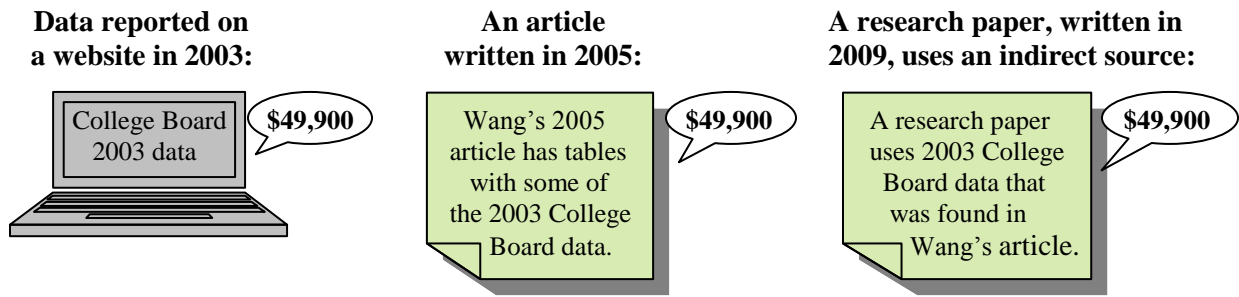 Data reported on
a website in 2003:
College Board
2003 data
$49,900
An article
written in 2005:
Wang’s 2005
article has tables
with some of
the 2003 College
Board data.
$49,900
A research paper, written in
2009, uses an indirect source:
A research paper
uses 2003 College
Board data that
was found in
Wang’s article.
$49,900